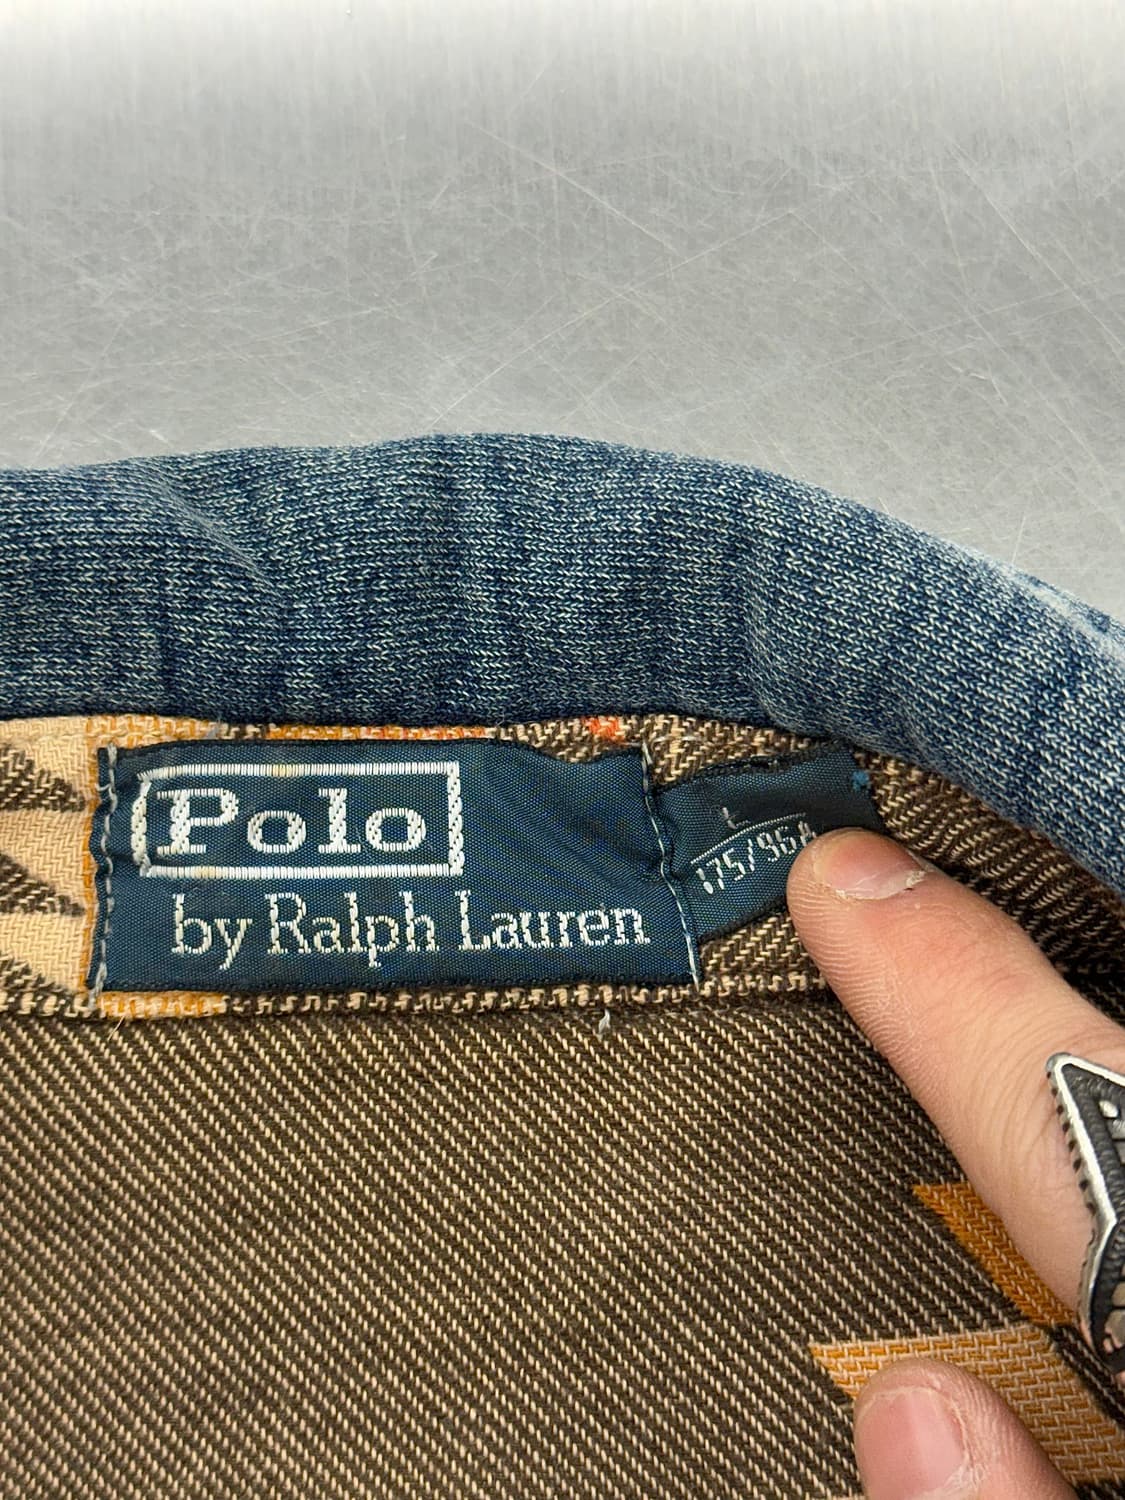 Polo
by Ralph Lauren
L
175/96A